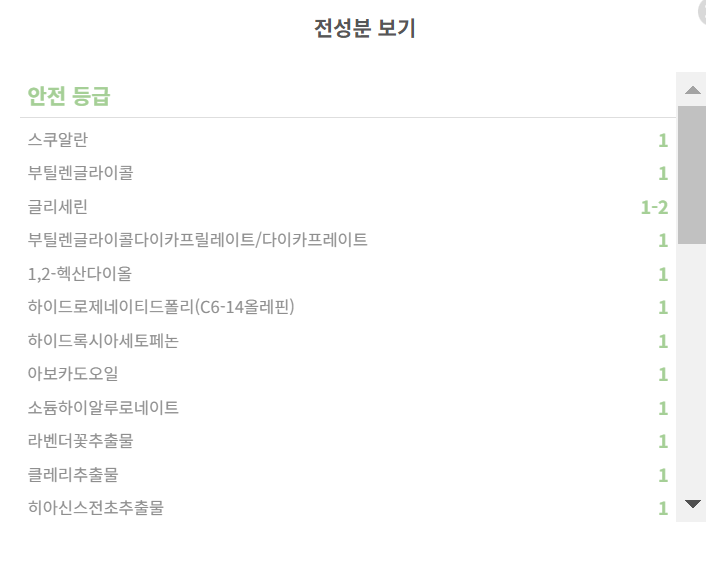 전성분 보기
안전 등급
스쿠알란 1
부틸렌글라이콜 1
글리세린 1-2
부틸렌글라이콜다이카프릴레이트/다이카프레이트 1
1,2-헥산다이올 1
하이드로제네이티드폴리(C6-14올레핀) 1
하이드록시아세토페논 1
아보카도오일 1
소듐하이알루로네이트 1
라벤더꽃추출물 1
클레리추출물 1
히아신스전초추출물 1